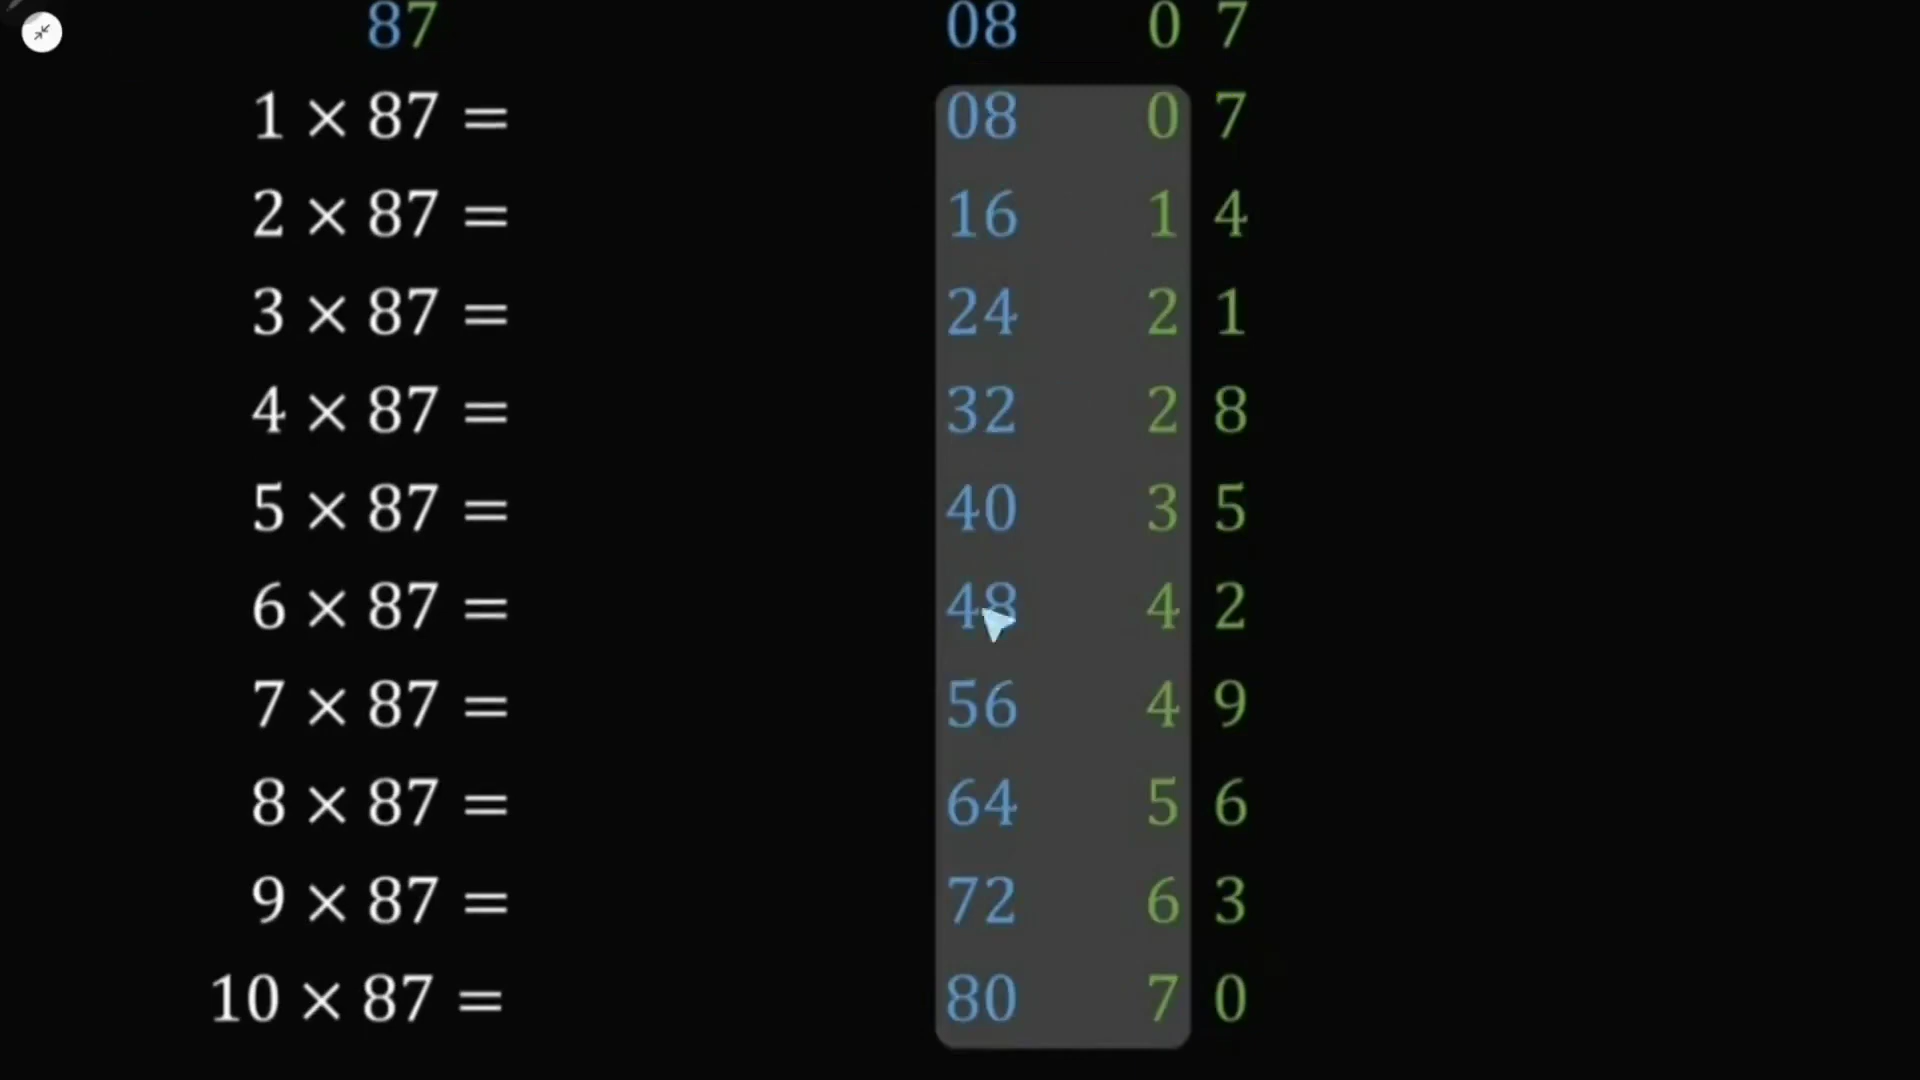 87 08 0 7
1 × 87 = 08 0 7
2 × 87 = 16 1 4
3 × 87 = 24 2 1
4 × 87 = 32 2 8
5 × 87 = 40 3 5
6 × 87 = 48 4 2
7 × 87 = 56 4 9
8 × 87 = 64 5 6
9 × 87 = 72 6 3
10 × 87 = 80 7 0